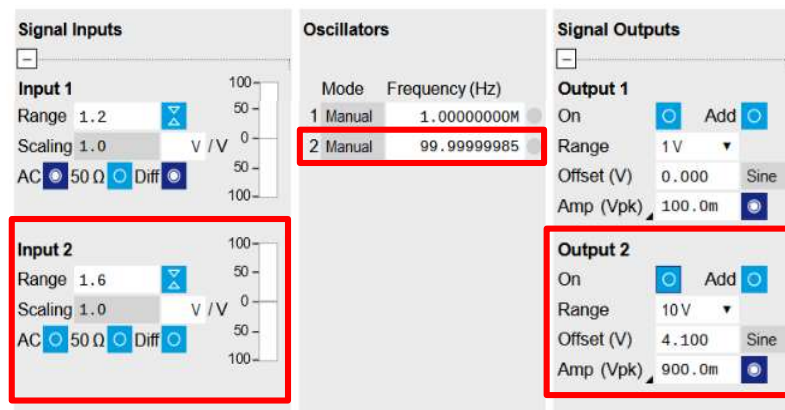 Signal Inputs
Input 1
Range 1.2
Scaling 1.0 V / V
AC 50 Ω Diff
100
50
0
50
100
Input 2
Range 1.6
Scaling 1.0 V / V
AC 50 Ω Diff
100
50
0
50
100
Oscillators
Mode Frequency (Hz)
1 Manual 1.00000000M
2 Manual 99.99999985
Signal Outputs
Output 1
On Add
Range 1 V
Offset (V) 0.000 Sine
Amp (Vpk) 100.0m
Output 2
On Add
Range 10 V
Offset (V) 4.100 Sine
Amp (Vpk) 900.0m